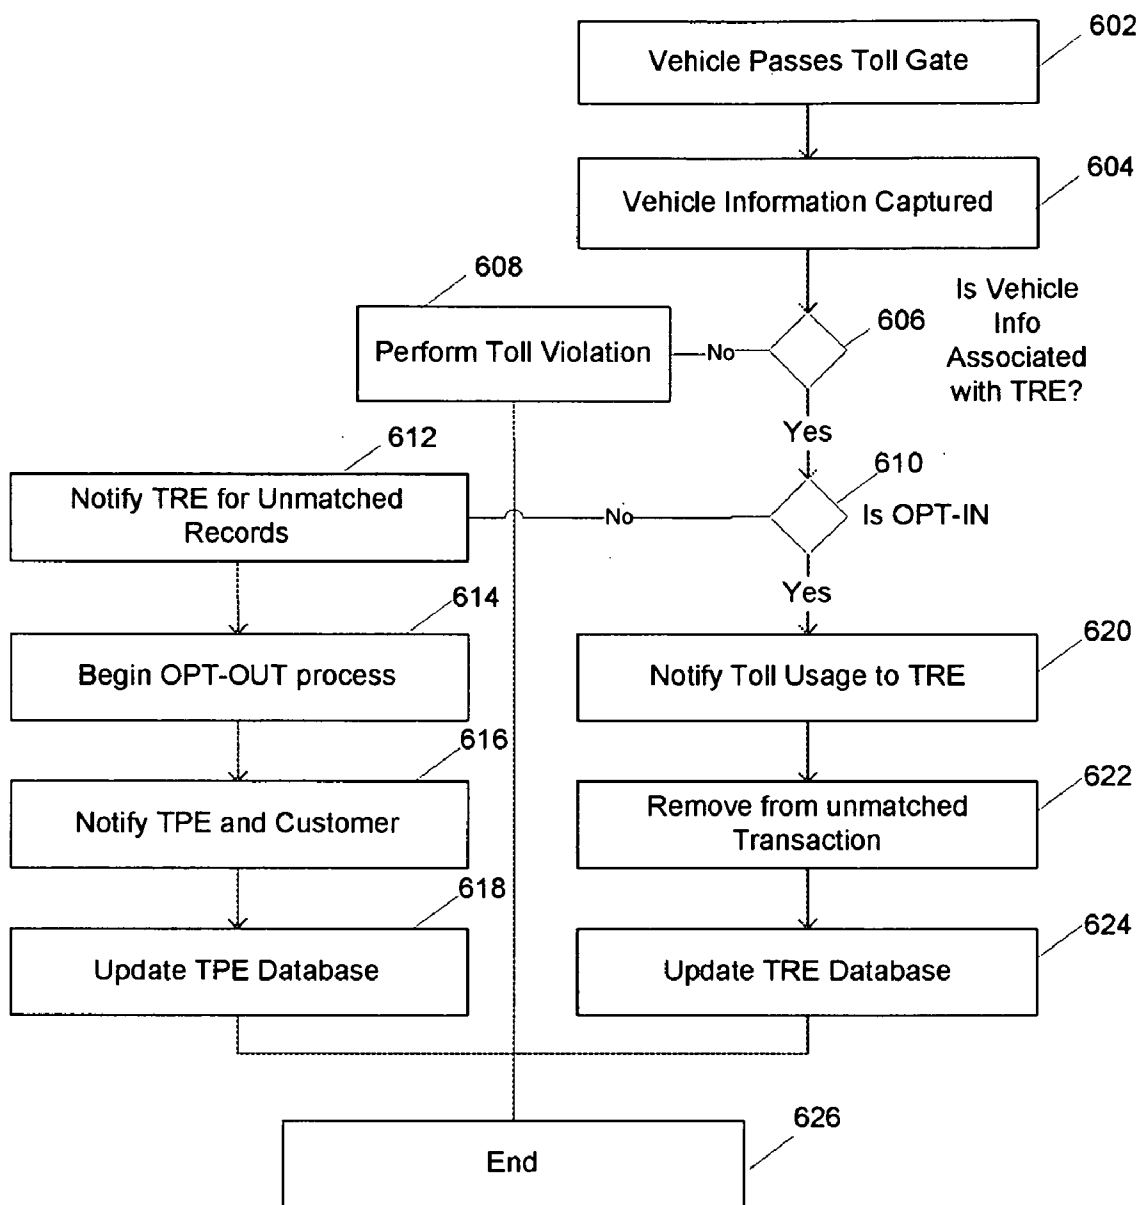 602
Vehicle Passes Toll Gate
604
Vehicle Information Captured
608
Perform Toll Violation
No
606
Is Vehicle
Info
Associated
with TRE?
Yes
612
Notify TRE for Unmatched
Records
No
610
Is OPT-IN
Yes
614
Begin OPT-OUT process
620
Notify Toll Usage to TRE
616
Notify TPE and Customer
622
Remove from unmatched
Transaction
618
Update TPE Database
624
Update TRE Database
626
End